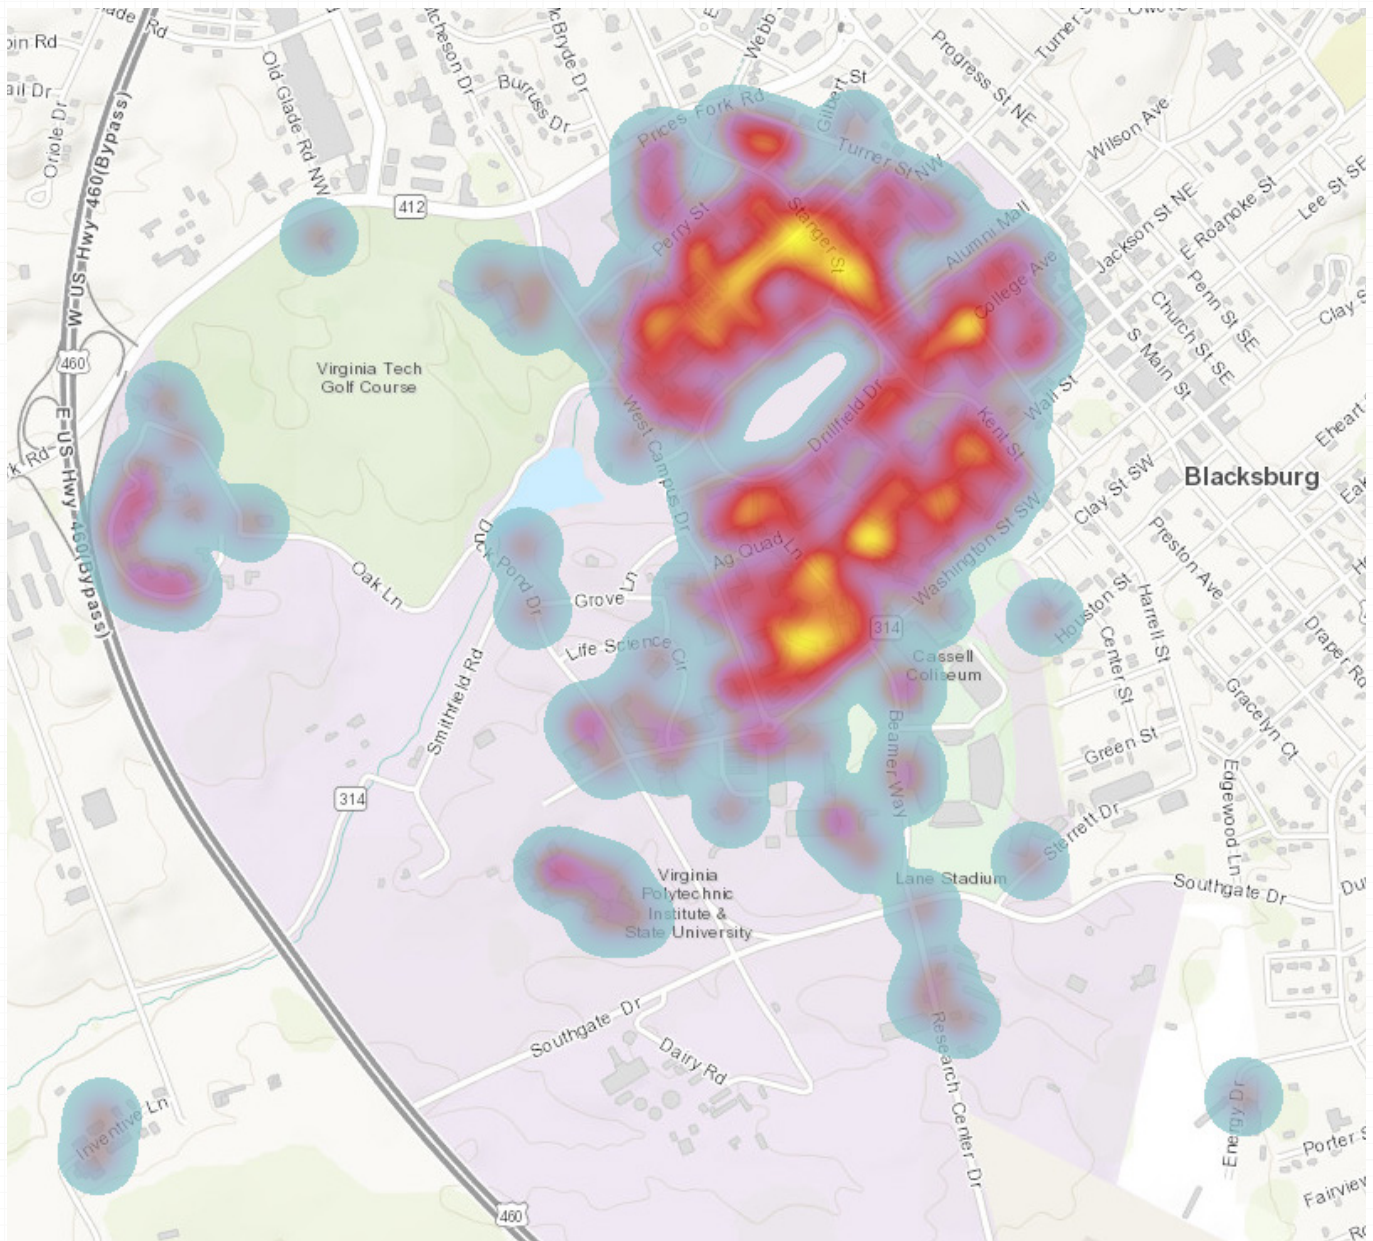 Glade Rd
Old Glade Rd NW
McBryde Dr
Burruss Dr
Webb
Turner
Progress St NE
Wilson Ave
Oriole Dr
W US Hwy 460(Bypass)
412
Prices Fork Rd
Gilbert St
Turner St NW
Perry St
Stanger St
Alumni Mall
College Ave
Jackson St NE
E Roanoke St
Lee St SE
Penn St SE
Church St SE
Clay S
S Main St
Wall St
460
Virginia Tech
Golf Course
E US Hwy 460(Bypass)
rk Rd
West Campus Dr
Drillfield Dr
Kent St
Eheart
Blacksburg
Clay St SW
Washington St SW
Preston Ave
Ag Quad Ln
Duck Pond Dr
Oak Ln
Grove Ln
Life Science Cir
314
Cassell
Coliseum
Houston St
Harrell St
Center St
Draper Rd
Gracelyn Ct
Green St
Smithfield Rd
Beamer Way
314
Edgewood Ln
Sterrett Dr
Lane Stadium
Southgate Dr
Virginia
Polytechnic
Institute &
State University
Southgate Dr
Dairy Rd
Research Center Dr
Inventive Ln
Energy Dr
Porter S
Fairview
460